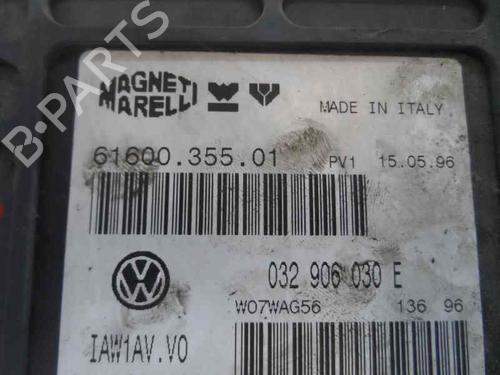 B-PARTS
MAGNETI
MARELLI
MADE IN ITALY
61600.355.01 PV1 15.05.96
032 906 030 E
W07WAG56 136 96
IAW1AV.V0